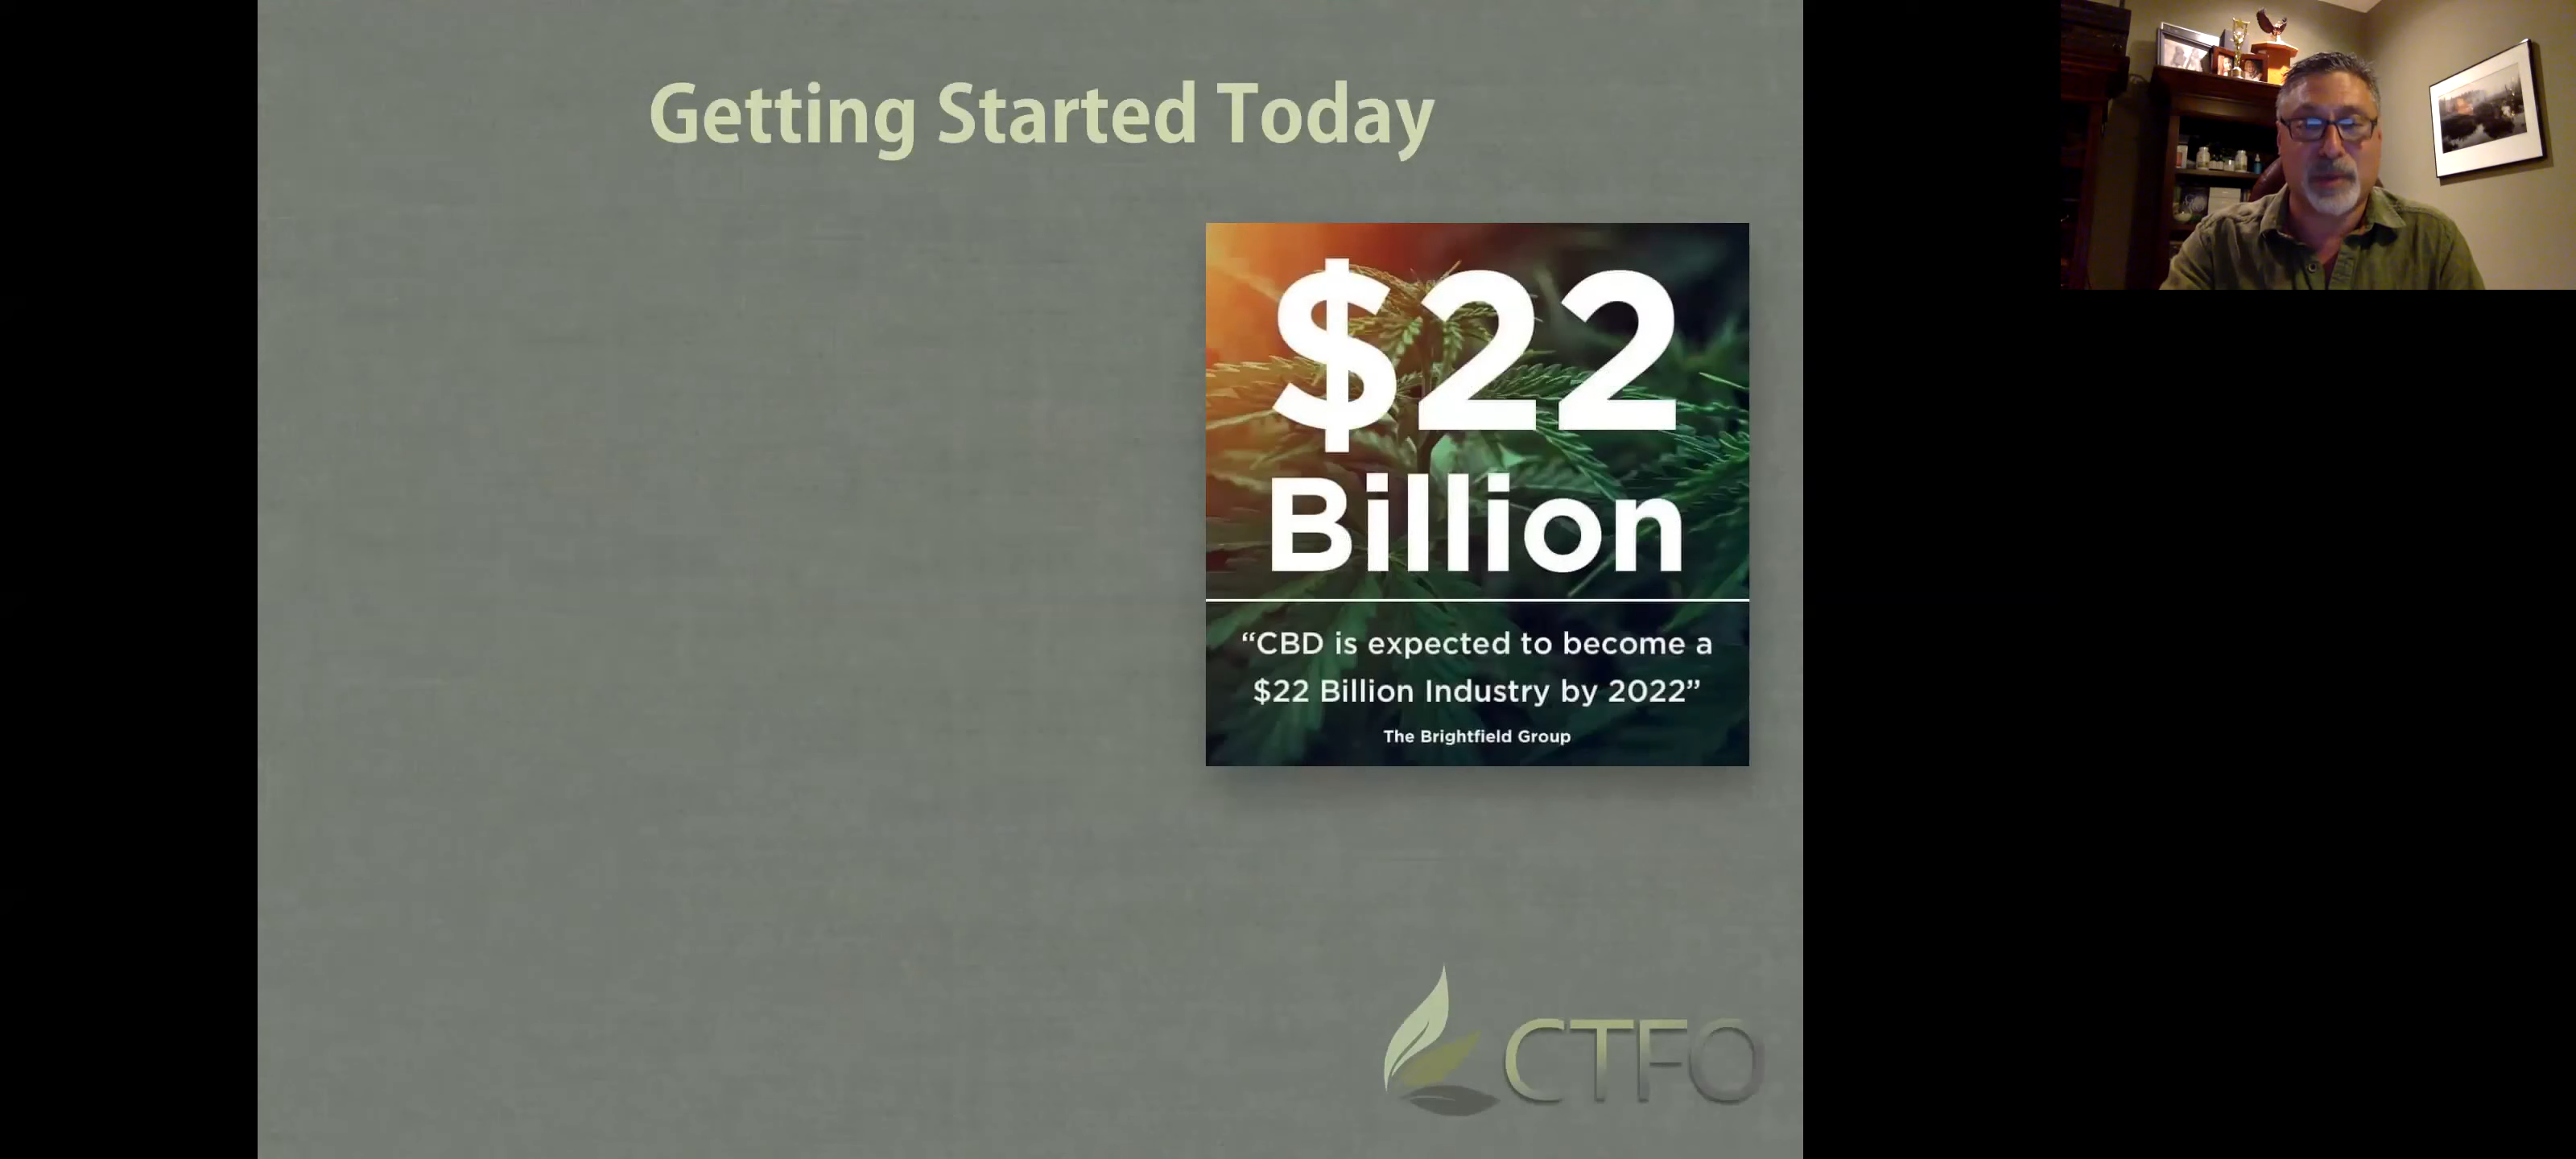 Getting Started Today
$22
Billion
“CBD is expected to become a
$22 Billion Industry by 2022”
The Brightfield Group
CTFO